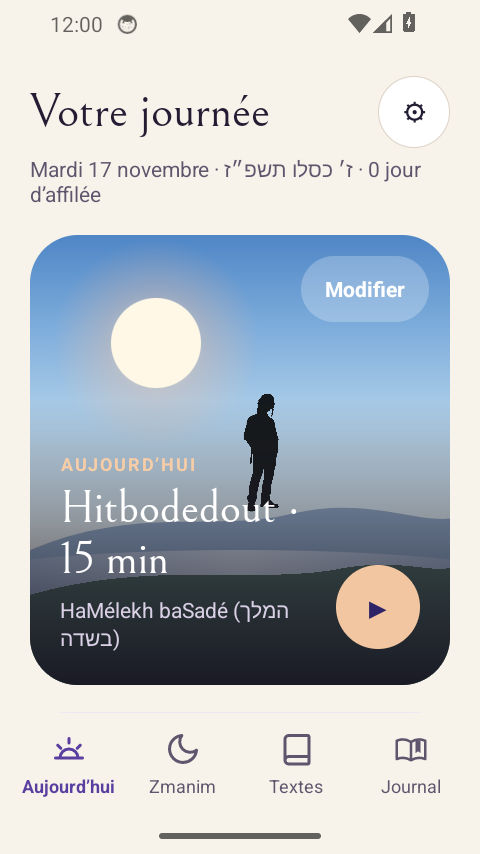 12:00
Votre journée
Mardi 17 novembre · ז׳ כסלו תשפ״ז · 0 jour
d’affilée
Modifier
AUJOURD’HUI
Hitbodedout ·
15 min
HaMélekh baSadé (המלך
בשדה)
Aujourd’hui
Zmanim
Textes
Journal